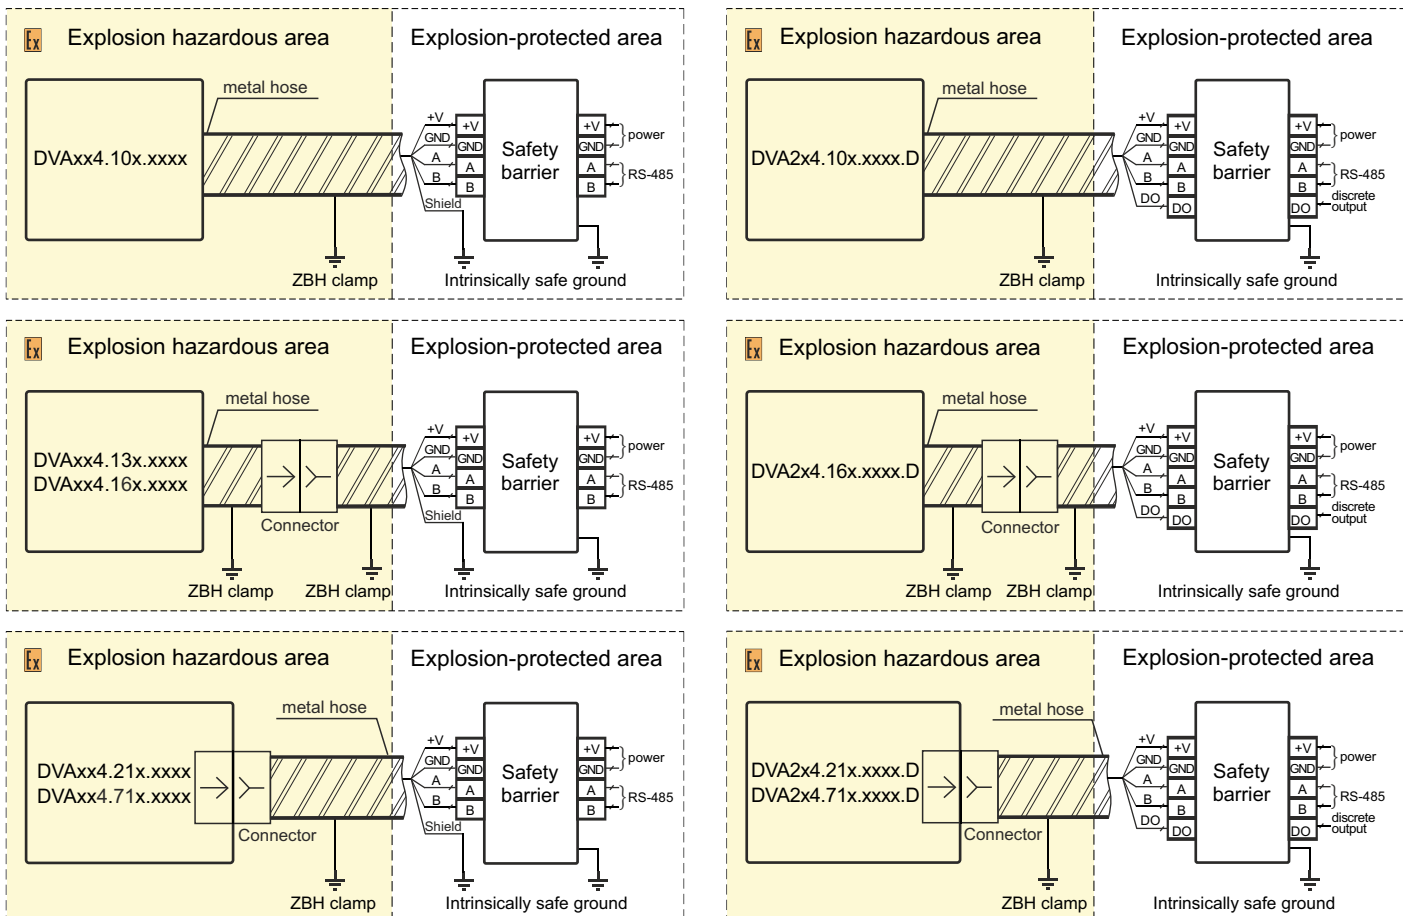 Ex Explosion hazardous area Explosion-protected area
metal hose
DVAxx4.10x.xxxx
+V
GND
A
B
Shield
+V
GND
A
B
Safety
barrier
+V
GND
A
B
power
RS-485
ZBH clamp
Intrinsically safe ground
Ex Explosion hazardous area Explosion-protected area
metal hose
DVA2x4.10x.xxxx.D
+V
GND
A
B
DO
+V
GND
A
B
DO
Safety
barrier
+V
GND
A
B
DO
power
RS-485
discrete
output
ZBH clamp
Intrinsically safe ground
Ex Explosion hazardous area Explosion-protected area
metal hose
DVAxx4.13x.xxxx
DVAxx4.16x.xxxx
Connector
+V
GND
A
B
Shield
+V
GND
A
B
Safety
barrier
+V
GND
A
B
power
RS-485
ZBH clamp ZBH clamp
Intrinsically safe ground
Ex Explosion hazardous area Explosion-protected area
metal hose
DVA2x4.16x.xxxx.D
Connector
+V
GND
A
B
DO
+V
GND
A
B
DO
Safety
barrier
+V
GND
A
B
DO
power
RS-485
discrete
output
ZBH clamp ZBH clamp
Intrinsically safe ground
Ex Explosion hazardous area Explosion-protected area
metal hose
DVAxx4.21x.xxxx
DVAxx4.71x.xxxx
Connector
+V
GND
A
B
Shield
+V
GND
A
B
Safety
barrier
+V
GND
A
B
power
RS-485
ZBH clamp
Intrinsically safe ground
Ex Explosion hazardous area Explosion-protected area
metal hose
DVA2x4.21x.xxxx.D
DVA2x4.71x.xxxx.D
Connector
+V
GND
A
B
DO
+V
GND
A
B
DO
Safety
barrier
+V
GND
A
B
DO
power
RS-485
discrete
output
ZBH clamp
Intrinsically safe ground